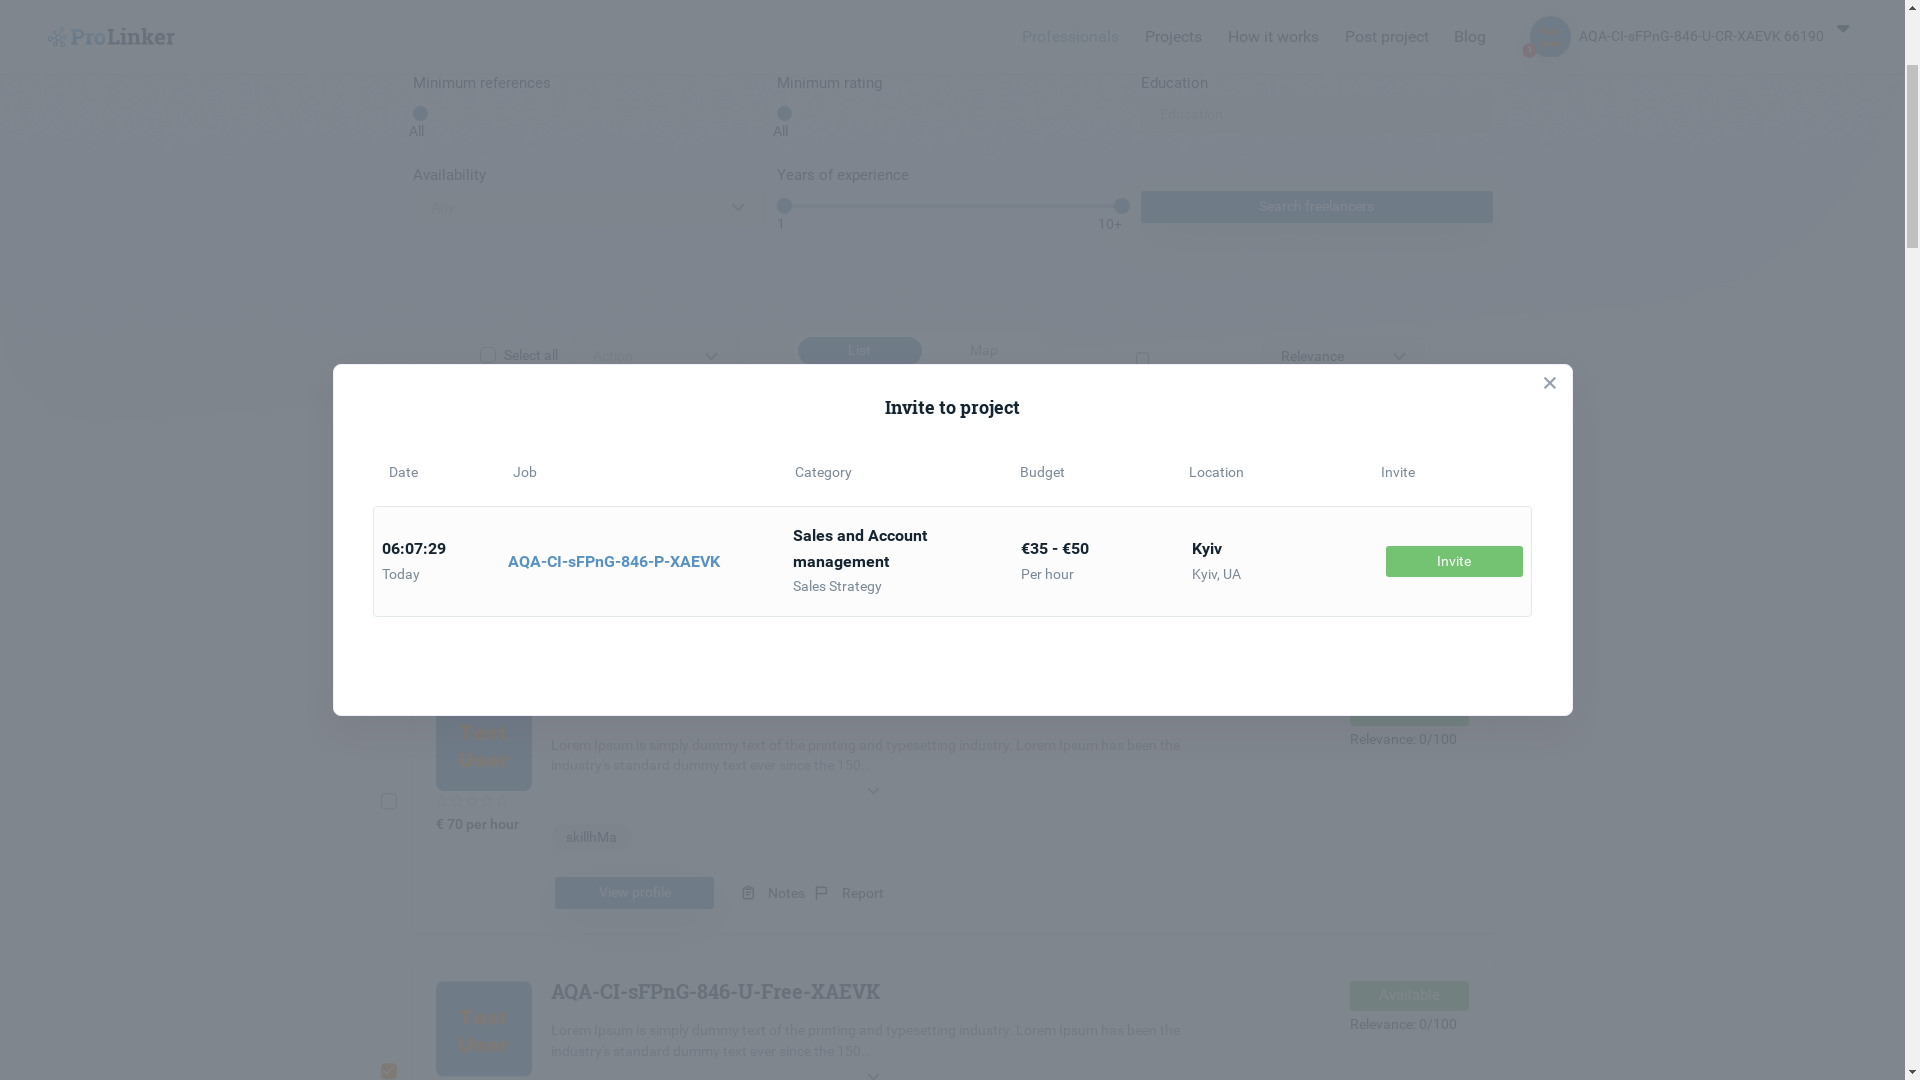 ProLinker
Professionals
Projects
How it works
Post project
Blog
1
AQA-CI-sFPnG-846-U-CR-XAEVK 66190
Minimum references
Minimum rating
Education
All
All
Education
Availability
Years of experience
Any
Search freelancers
1
10+
Select all
Action
List
Map
Relevance
Invite to project
Date
Job
Category
Budget
Location
Invite
06:07:29
Today
AQA-CI-sFPnG-846-P-XAEVK
Sales and Account
management
Sales Strategy
€35 - €50
Per hour
Kyiv
Kyiv, UA
Invite
Test
User
Lorem Ipsum is simply dummy text of the printing and typesetting industry. Lorem Ipsum has been the
industry's standard dummy text ever since the 150...
Relevance: 0/100
€ 70 per hour
skillhMa
View profile
Notes
Report
Test
User
AQA-CI-sFPnG-846-U-Free-XAEVK
Available
Lorem Ipsum is simply dummy text of the printing and typesetting industry. Lorem Ipsum has been the
industry's standard dummy text ever since the 150...
Relevance: 0/100